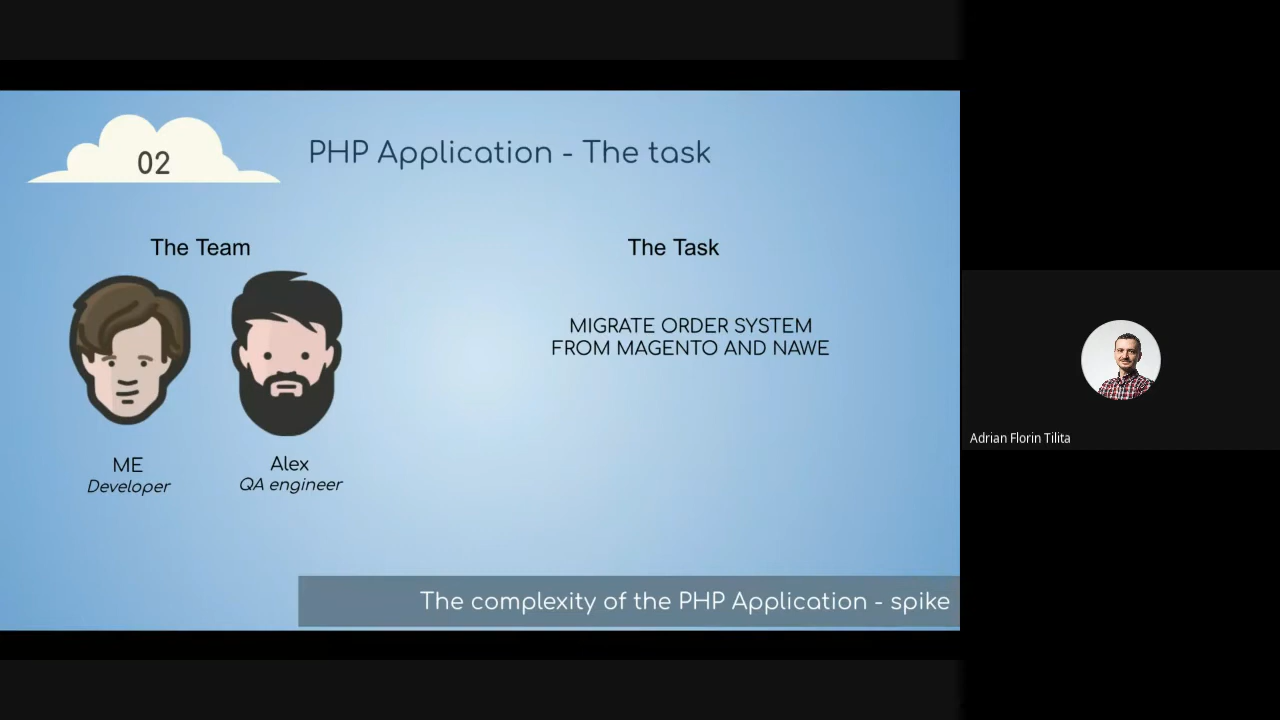 02
PHP Application - The task
The Team
The Task
MIGRATE ORDER SYSTEM
FROM MAGENTO AND NAWE
ME
Developer
Alex
QA engineer
The complexity of the PHP Application - spike
Adrian Florin Tilita